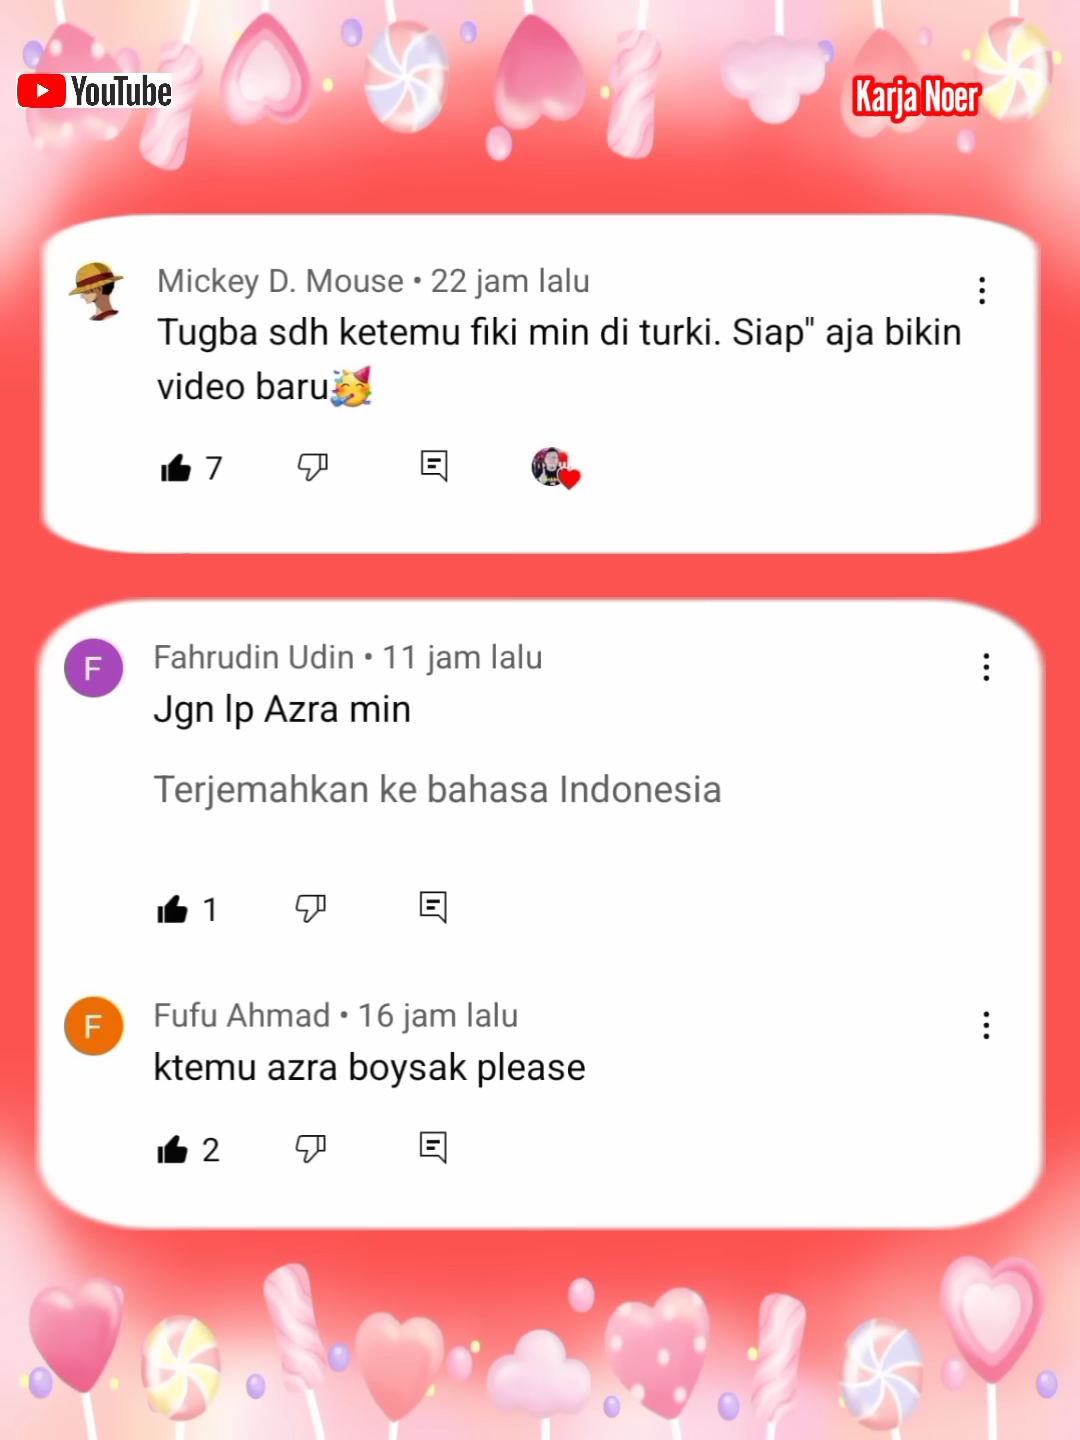 YouTube
Karja Noer
Mickey D. Mouse • 22 jam lalu
Tugba sdh ketemu fiki min di turki. Siap" aja bikin
video baru🥳
7
F
Fahrudin Udin • 11 jam lalu
Jgn lp Azra min
Terjemahkan ke bahasa Indonesia
1
F
Fufu Ahmad • 16 jam lalu
ktemu azra boysak please
2